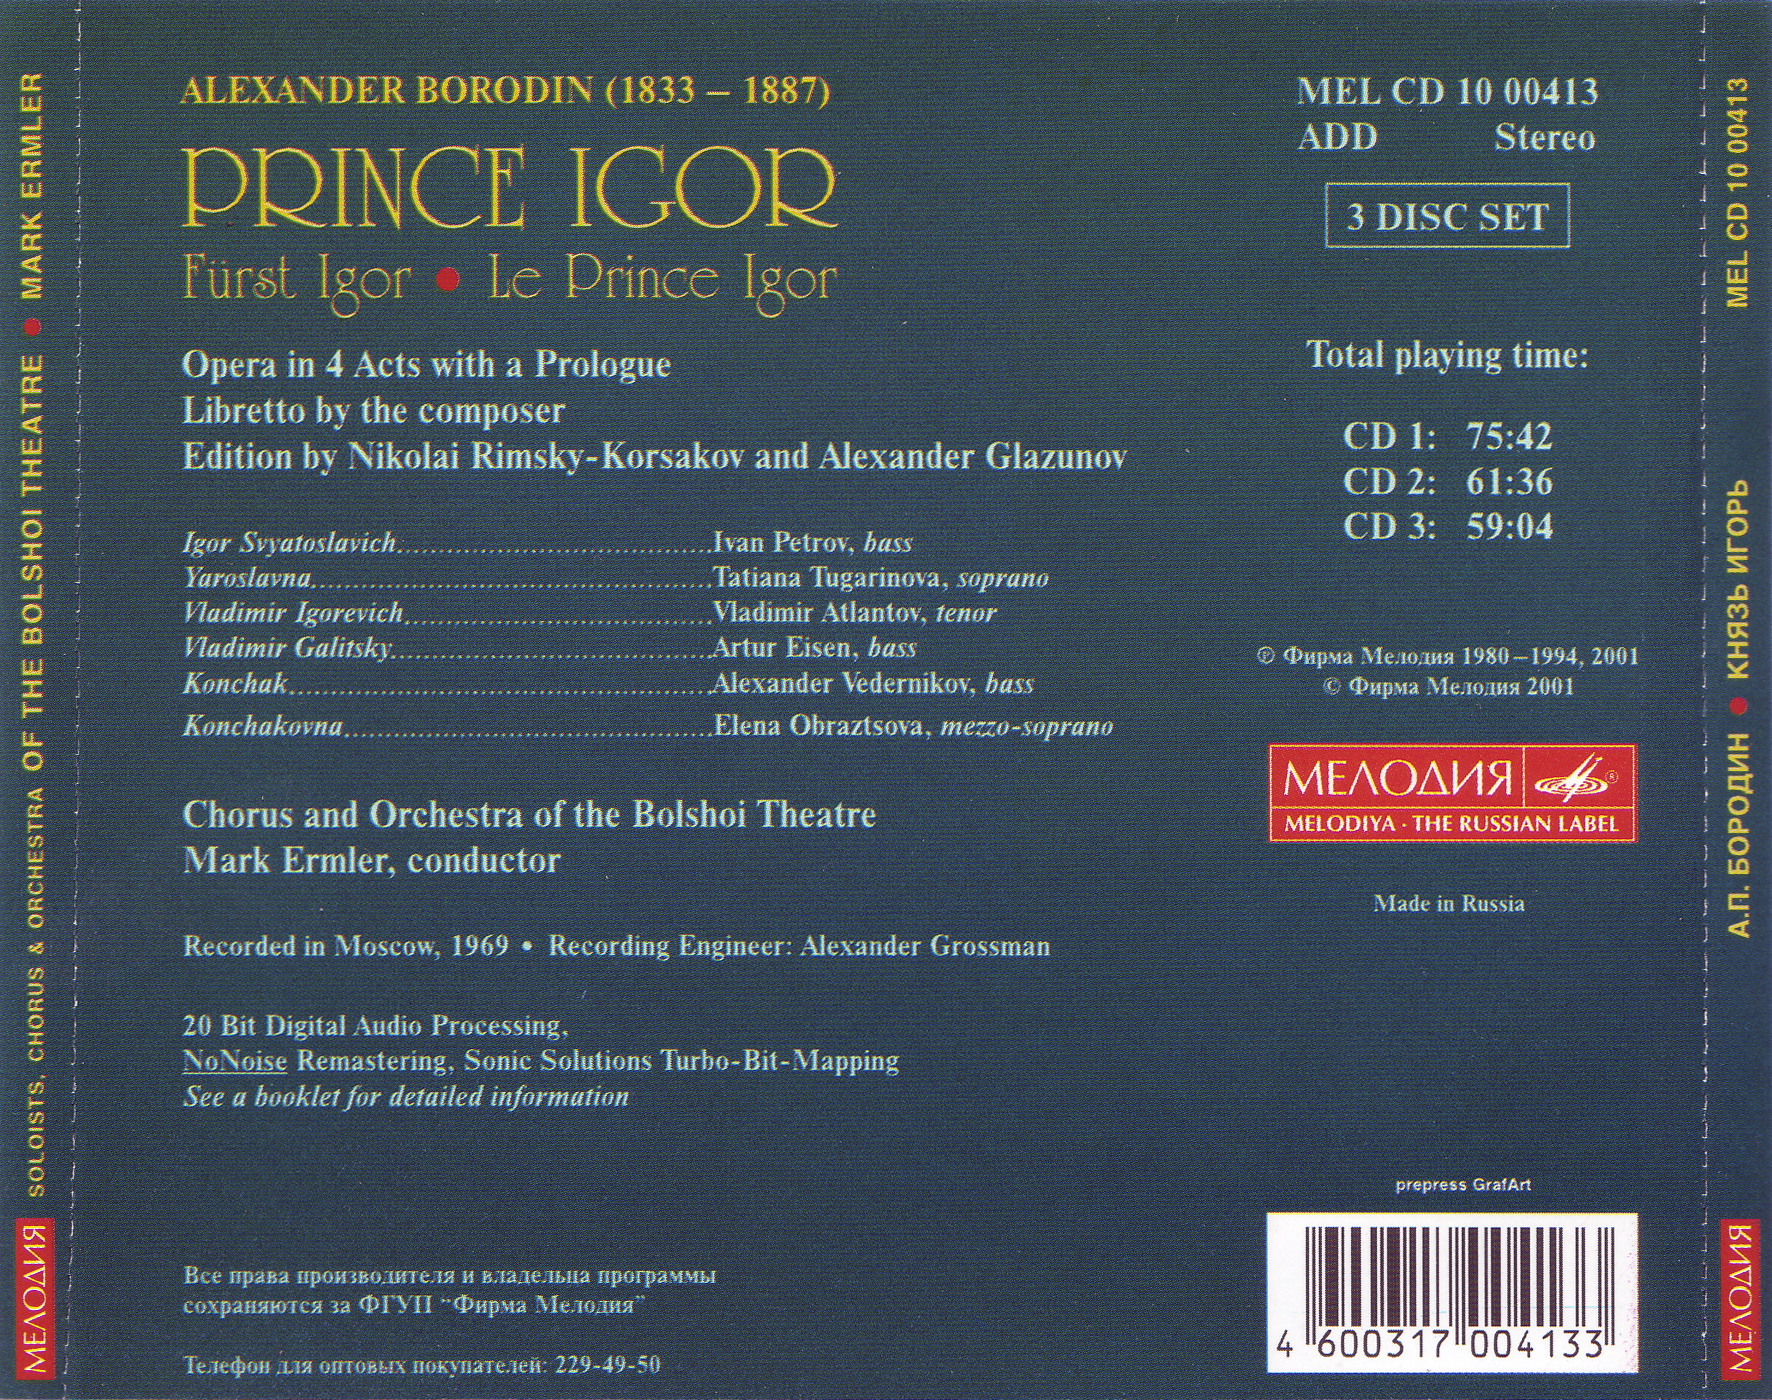 МЕЛОДИЯ SOLOISTS, CHORUS & ORCHESTRA OF THE BOLSHOI THEATRE • MARK ERMLER
ALEXANDER BORODIN (1833 – 1887)
PRINCE IGOR
Fürst Igor • Le Prince Igor
Opera in 4 Acts with a Prologue
Libretto by the composer
Edition by Nikolai Rimsky-Korsakov and Alexander Glazunov
Igor Svyatoslavich......................................Ivan Petrov, bass
Yaroslavna................................................Tatiana Tugarinova, soprano
Vladimir Igorevich.....................................Vladimir Atlantov, tenor
Vladimir Galitsky.......................................Artur Eisen, bass
Konchak...................................................Alexander Vedernikov, bass
Konchakovna............................................Elena Obraztsova, mezzo-soprano
Chorus and Orchestra of the Bolshoi Theatre
Mark Ermler, conductor
Recorded in Moscow, 1969 • Recording Engineer: Alexander Grossman
20 Bit Digital Audio Processing,
NoNoise Remastering, Sonic Solutions Turbo-Bit-Mapping
See a booklet for detailed information
Все права производителя и владельца программы
сохраняются за ФГУП "Фирма Мелодия"
Телефон для оптовых покупателей: 229-49-50
MEL CD 10 00413
ADD Stereo
3 DISC SET
Total playing time:
CD 1: 75:42
CD 2: 61:36
CD 3: 59:04
℗ Фирма Мелодия 1980–1994, 2001
© Фирма Мелодия 2001
МЕЛОДИЯ ®
MELODIYA · THE RUSSIAN LABEL
Made in Russia
prepress GrafArt
4 600317 004133
МЕЛОДИЯ А.П. БОРОДИН • КНЯЗЬ ИГОРЬ MEL CD 10 00413